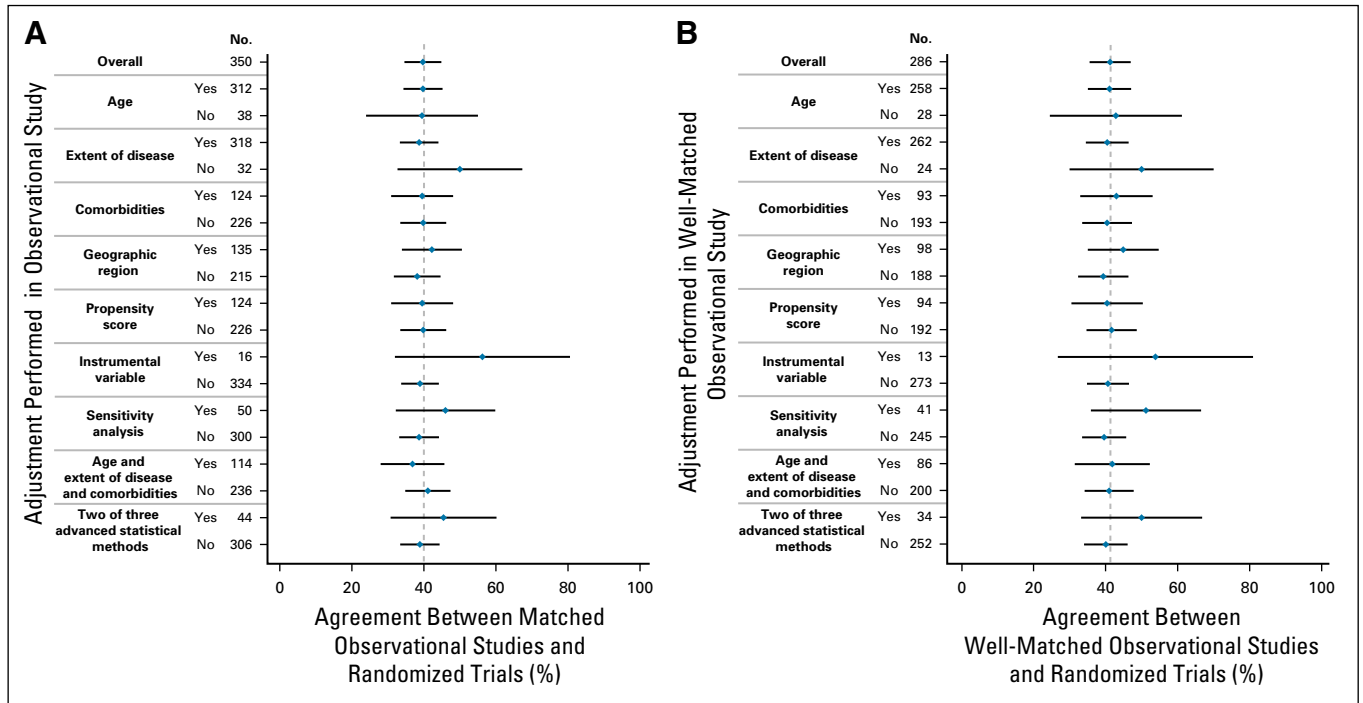 A
No.
Overall 350
Age
Yes 312
No 38
Extent of disease
Yes 318
No 32
Comorbidities
Yes 124
No 226
Geographic
region
Yes 135
No 215
Propensity
score
Yes 124
No 226
Instrumental
variable
Yes 16
No 334
Sensitivity
analysis
Yes 50
No 300
Age and
extent of disease
and comorbidities
Yes 114
No 236
Two of three
advanced statistical
methods
Yes 44
No 306
Adjustment Performed in Observational Study
0 20 40 60 80 100
Agreement Between Matched
Observational Studies and
Randomized Trials (%)
B
No.
Overall 286
Age
Yes 258
No 28
Extent of disease
Yes 262
No 24
Comorbidities
Yes 93
No 193
Geographic
region
Yes 98
No 188
Propensity
score
Yes 94
No 192
Instrumental
variable
Yes 13
No 273
Sensitivity
analysis
Yes 41
No 245
Age and
extent of disease
and comorbidities
Yes 86
No 200
Two of three
advanced statistical
methods
Yes 34
No 252
Adjustment Performed in Well-Matched
Observational Study
0 20 40 60 80 100
Agreement Between
Well-Matched Observational Studies
and Randomized Trials (%)